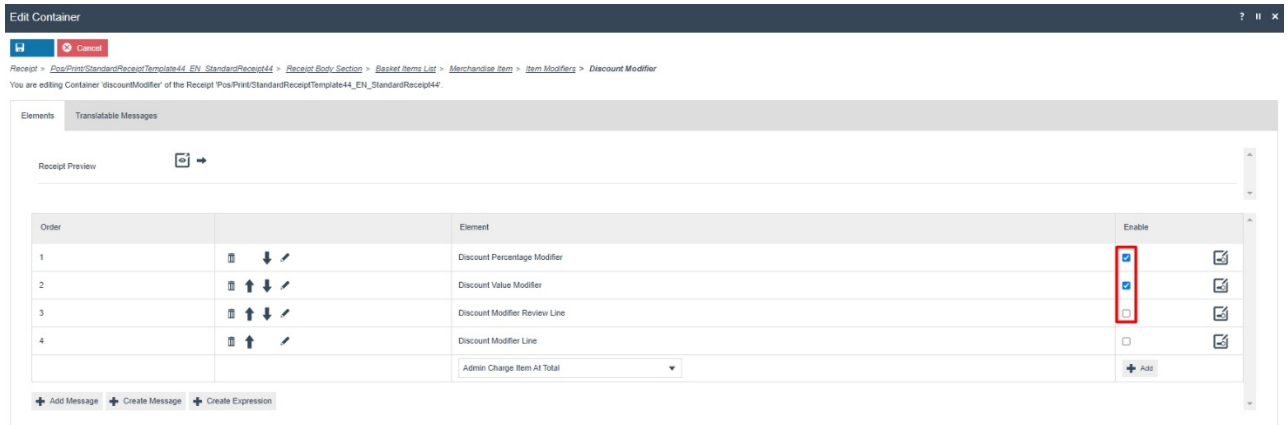 Edit Container
? II X
Cancel
Receipt > Pos/Print/StandardReceiptTemplate44_EN_StandardReceipt44 > Receipt Body Section > Basket Items List > Merchandise Item > Item Modifiers > Discount Modifier
You are editing Container 'discountModifier' of the Receipt 'Pos/Print/StandardReceiptTemplate44_EN_StandardReceipt44'.
Elements Translatable Messages
Receipt Preview
Order Element Enable
1 Discount Percentage Modifier
2 Discount Value Modifier
3 Discount Modifier Review Line
4 Discount Modifier Line
Admin Charge Item At Total Add
Add Message Create Message Create Expression